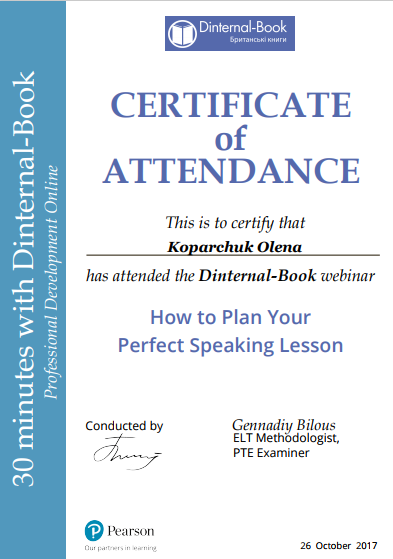 Dinternal-Book
Британські книги
CERTIFICATE
of
ATTENDANCE
This is to certify that
Koparchuk Olena
has attended the Dinternal-Book webinar
How to Plan Your
Perfect Speaking Lesson
Conducted by
Gennadiy Bilous
ELT Methodologist,
PTE Examiner
Pearson
Our partners in learning
26 October 2017
30 minutes with Dinternal-Book
Professional Development Online